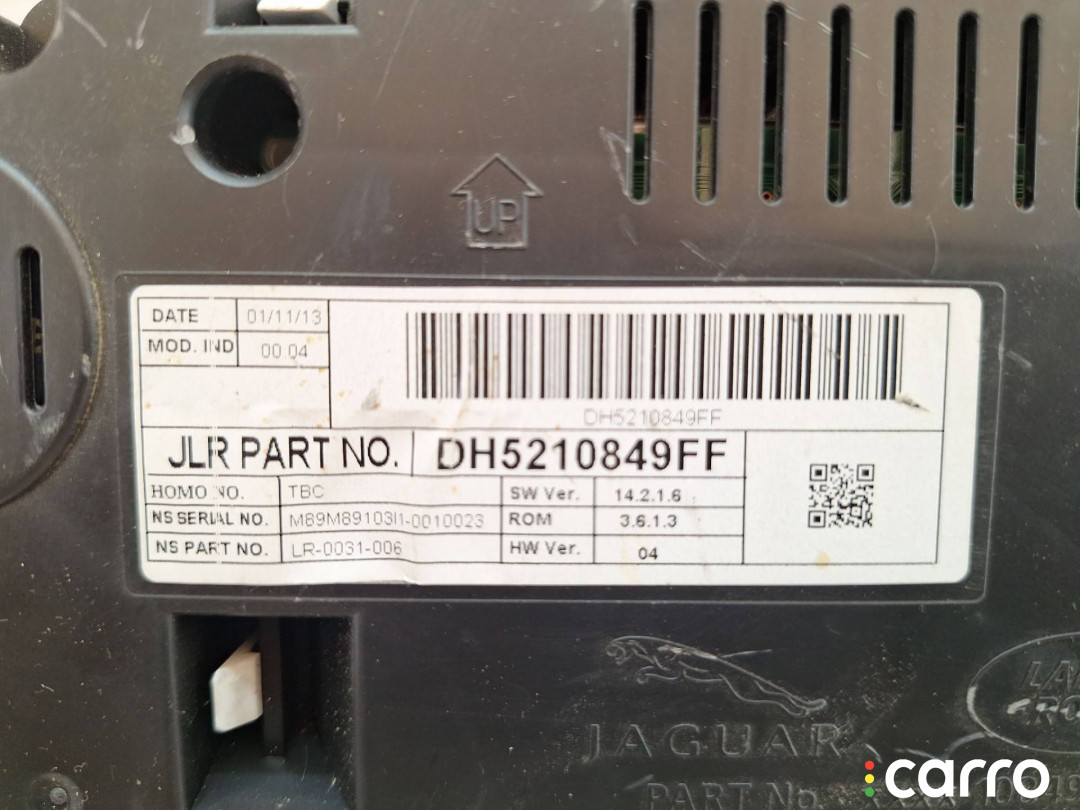 UP
DATE 01/11/13
MOD. IND 00.04
DH5210849FF
JLR PART NO. DH5210849FF
HOMO NO. TBC SW Ver. 14.2.1.6
NS SERIAL NO. ROM 3.6.1.3
NS PART NO. LR-0031-006 HW Ver. 04
JAGUAR
PART No
carro